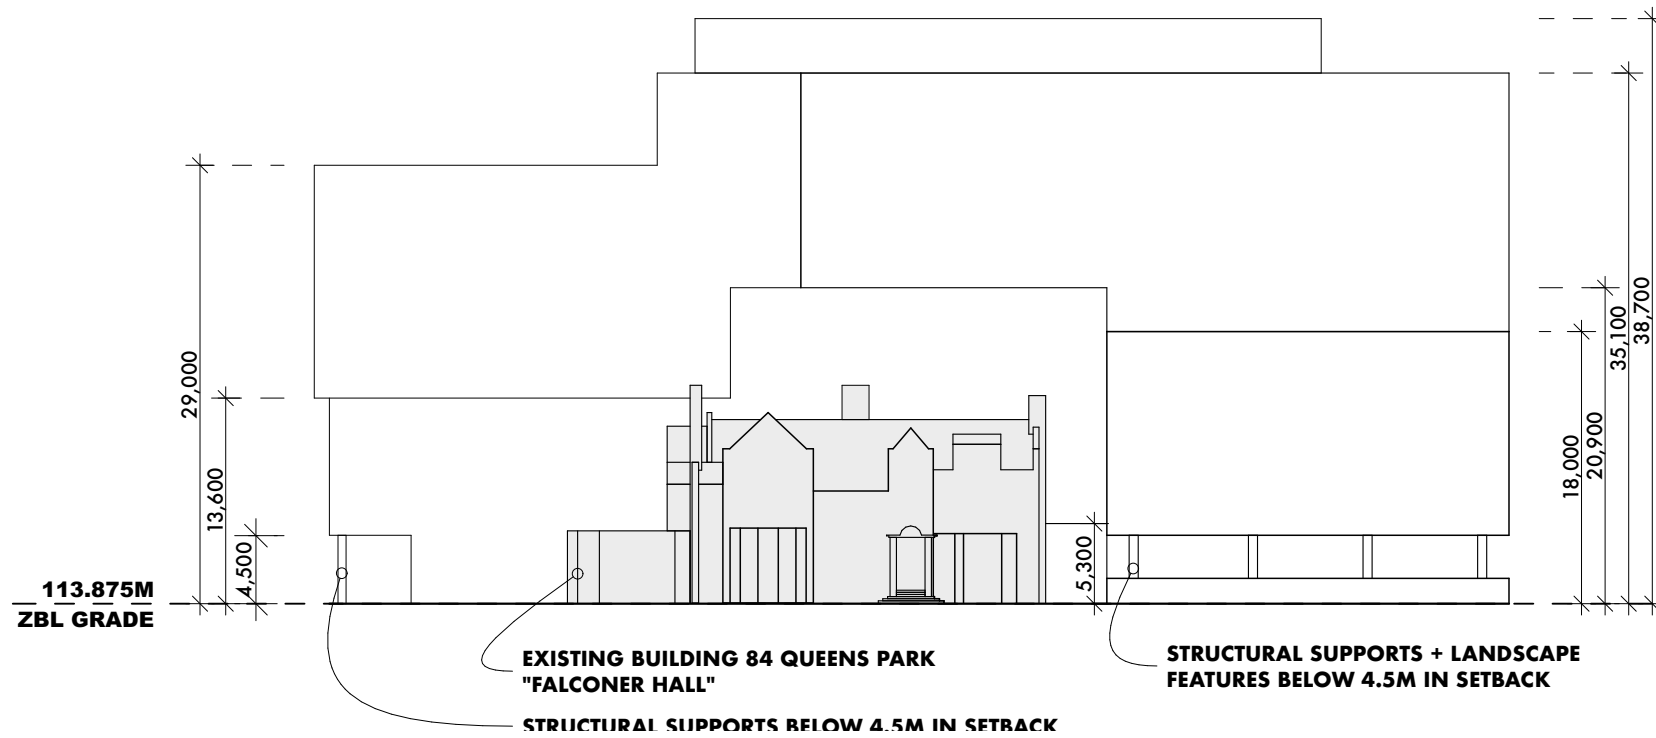 29,000
13,600
4,500
113.875M
ZBL GRADE
5,300
18,000
20,900
35,100
38,700
EXISTING BUILDING 84 QUEENS PARK
"FALCONER HALL"
STRUCTURAL SUPPORTS + LANDSCAPE
FEATURES BELOW 4.5M IN SETBACK
STRUCTURAL SUPPORTS BELOW 4.5M IN SETBACK